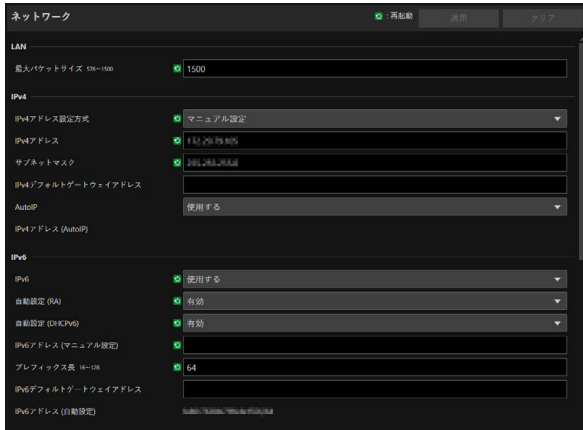 ネットワーク :再起動 適用 クリア
LAN
最大パケットサイズ 576~1500 1500
IPv4
IPv4アドレス設定方式 マニュアル設定
IPv4アドレス
サブネットマスク
IPv4デフォルトゲートウェイアドレス
AutoIP 使用する
IPv4アドレス (AutoIP)
IPv6
IPv6 使用する
自動設定 (RA) 有効
自動設定 (DHCPv6) 有効
IPv6アドレス (マニュアル設定)
プレフィックス長 16~128 64
IPv6デフォルトゲートウェイアドレス
IPv6アドレス (自動設定)